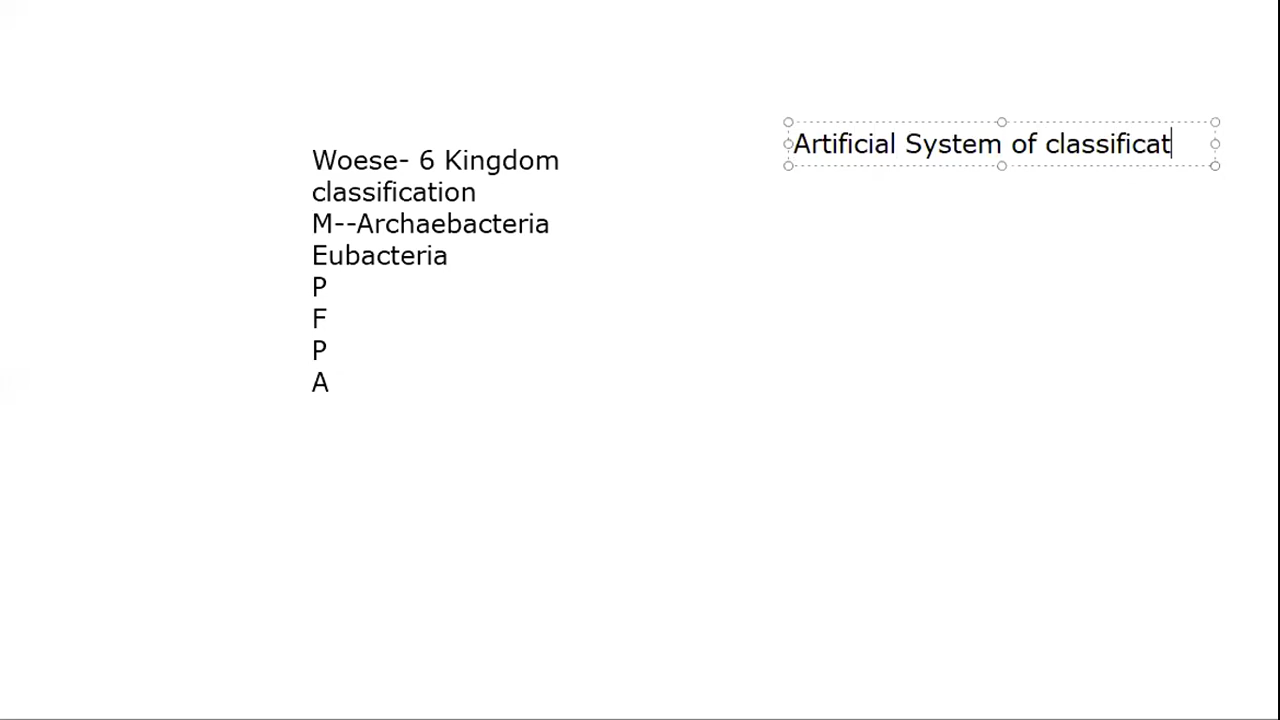 Woese- 6 Kingdom
classification
M--Archaebacteria
Eubacteria
P
F
P
A
Artificial System of classificat